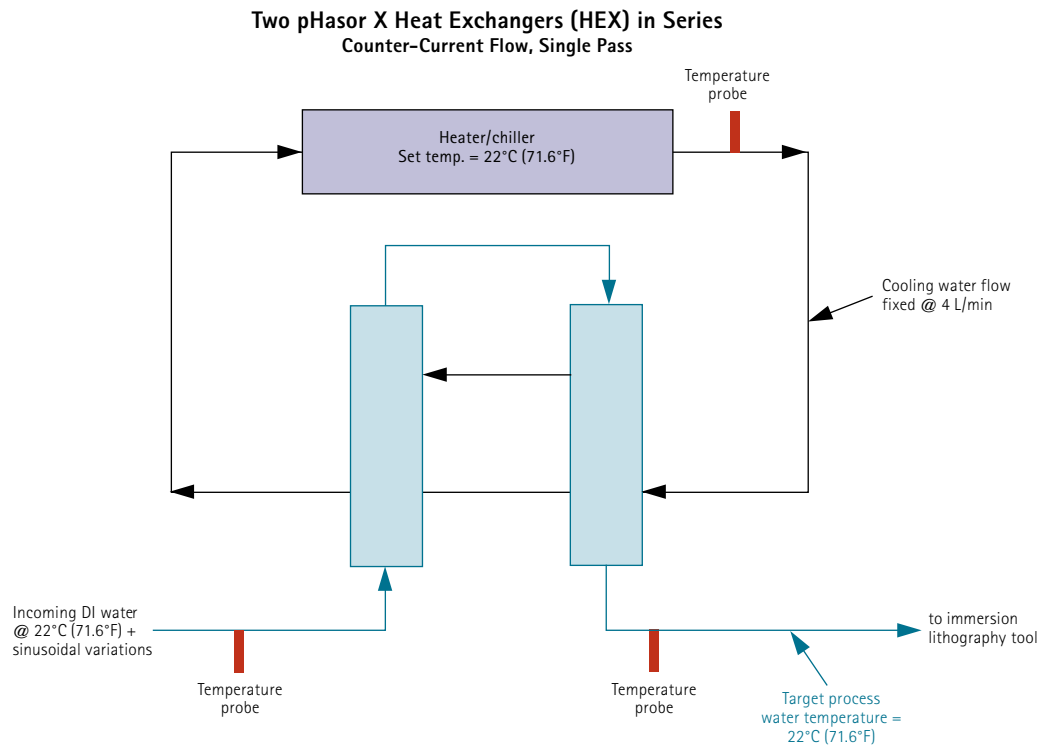 Two pHasor X Heat Exchangers (HEX) in Series
Counter-Current Flow, Single Pass
Temperature
probe
Heater/chiller
Set temp. = 22°C (71.6°F)
Cooling water flow
fixed @ 4 L/min
Incoming DI water
@ 22°C (71.6°F) +
sinusoidal variations
to immersion
lithography tool
Temperature
probe
Temperature
probe
Target process
water temperature =
22°C (71.6°F)